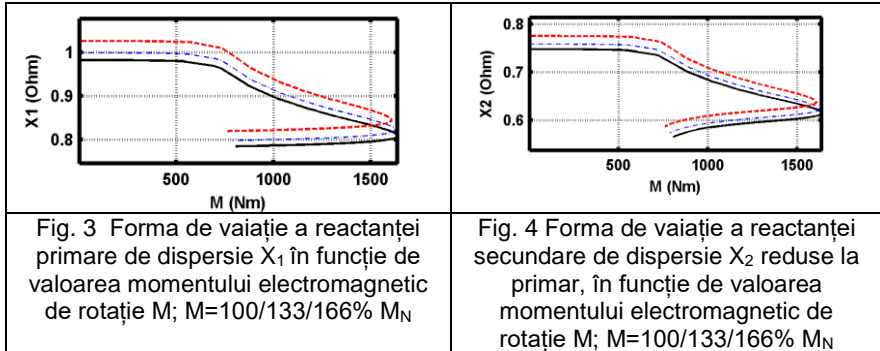 1
0.9
0.8
X1 (Ohm)
500
1000
1500
M (Nm)
0.8
0.7
0.6
X2 (Ohm)
500
1000
1500
M (Nm)
Fig. 3 Forma de vaiație a reactanței
primare de dispersie X₁ în funcție de
valoarea momentului electromagnetic
de rotație M; M=100/133/166% M_N
Fig. 4 Forma de vaiație a reactanței
secundare de dispersie X₂ reduse la
primar, în funcție de valoarea
momentului electromagnetic de
rotație M; M=100/133/166% M_N